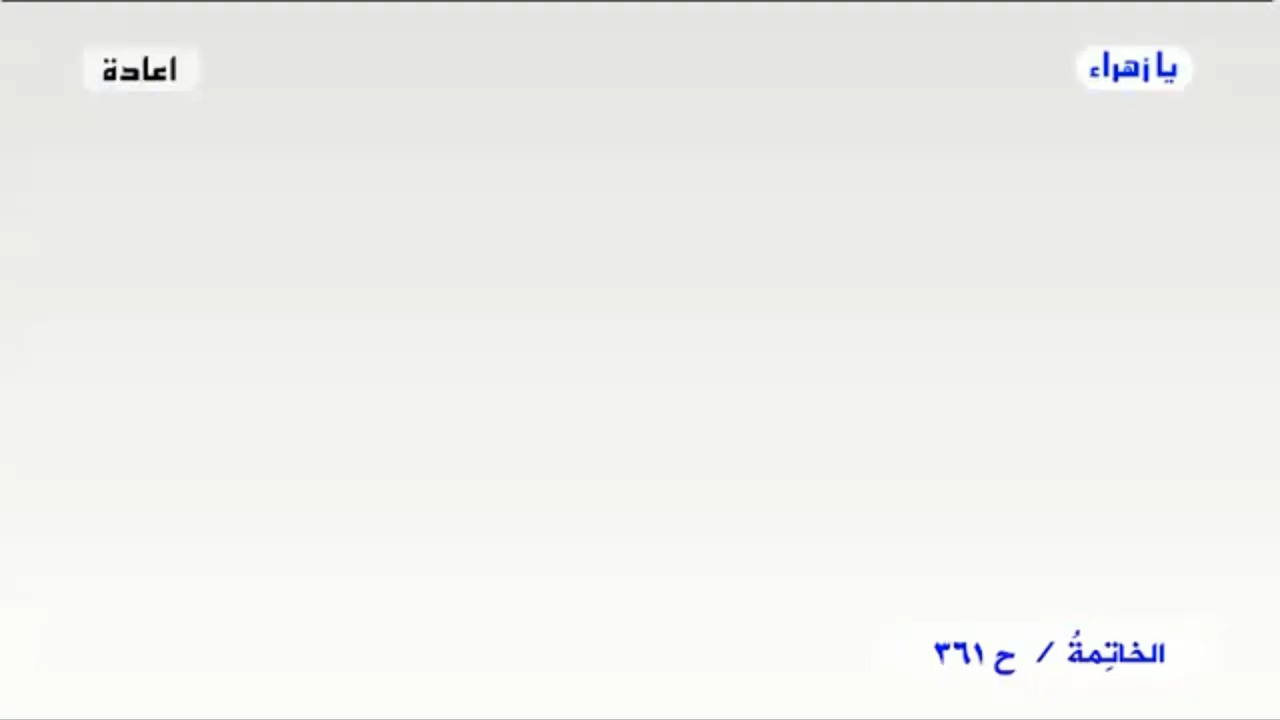 يا زهراء
اعادة
الخاتِمةُ / ح ٣٦١